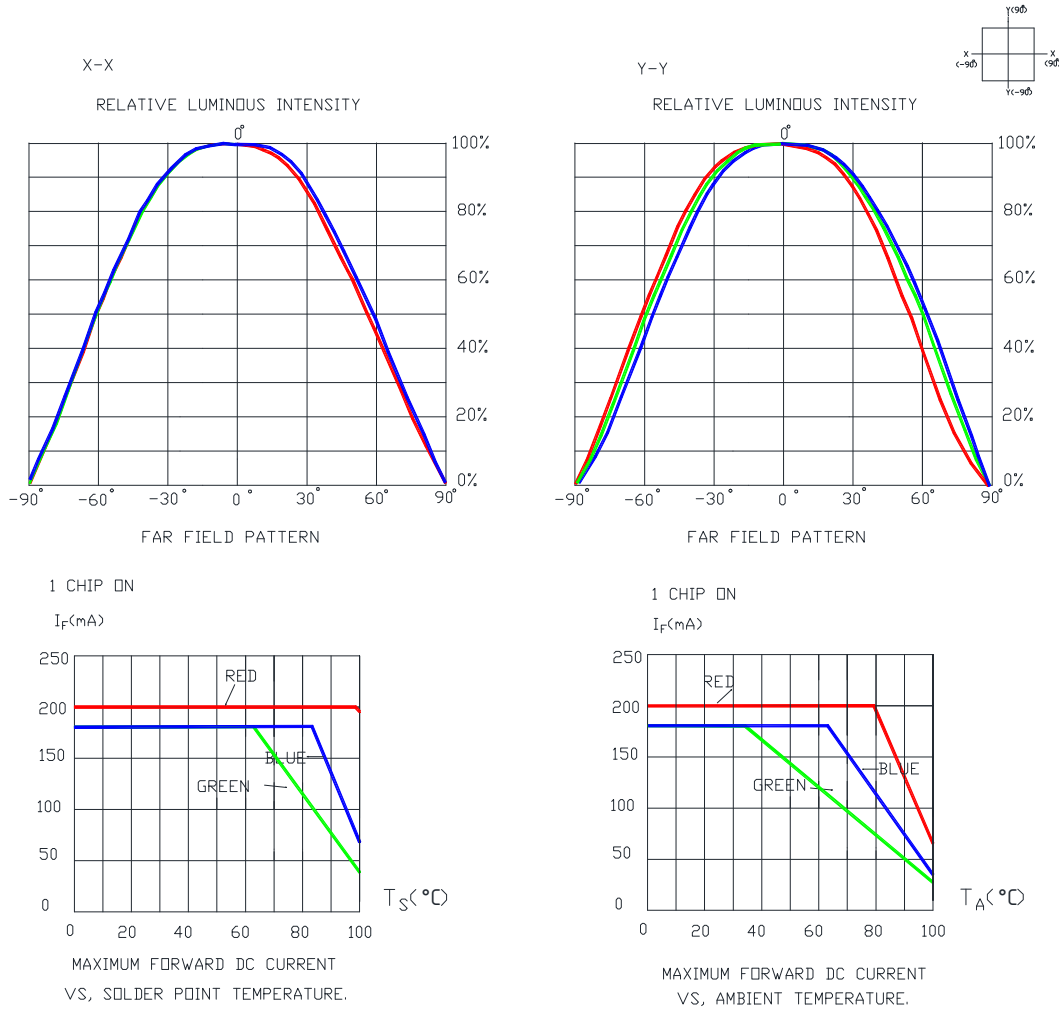 X-X
RELATIVE LUMINOUS INTENSITY
0°
100%
80%
60%
40%
20%
0%
-90° -60° -30° 0° 30° 60° 90°
FAR FIELD PATTERN
Y-Y
RELATIVE LUMINOUS INTENSITY
0°
100%
80%
60%
40%
20%
0%
-90° -60° -30° 0° 30° 60° 90°
FAR FIELD PATTERN
Y(90°)
X X
(-90°) (90°
Y(-90°)
1 CHIP ON
IF(mA)
250
200
150
100
50
0
RED
BLUE
GREEN
0 20 40 60 80 100
TS(°C)
MAXIMUM FORWARD DC CURRENT
VS, SOLDER POINT TEMPERATURE.
1 CHIP ON
IF(mA)
250
200
150
100
50
0
RED
BLUE
GREEN
0 20 40 60 80 100
TA(°C)
MAXIMUM FORWARD DC CURRENT
VS, AMBIENT TEMPERATURE.